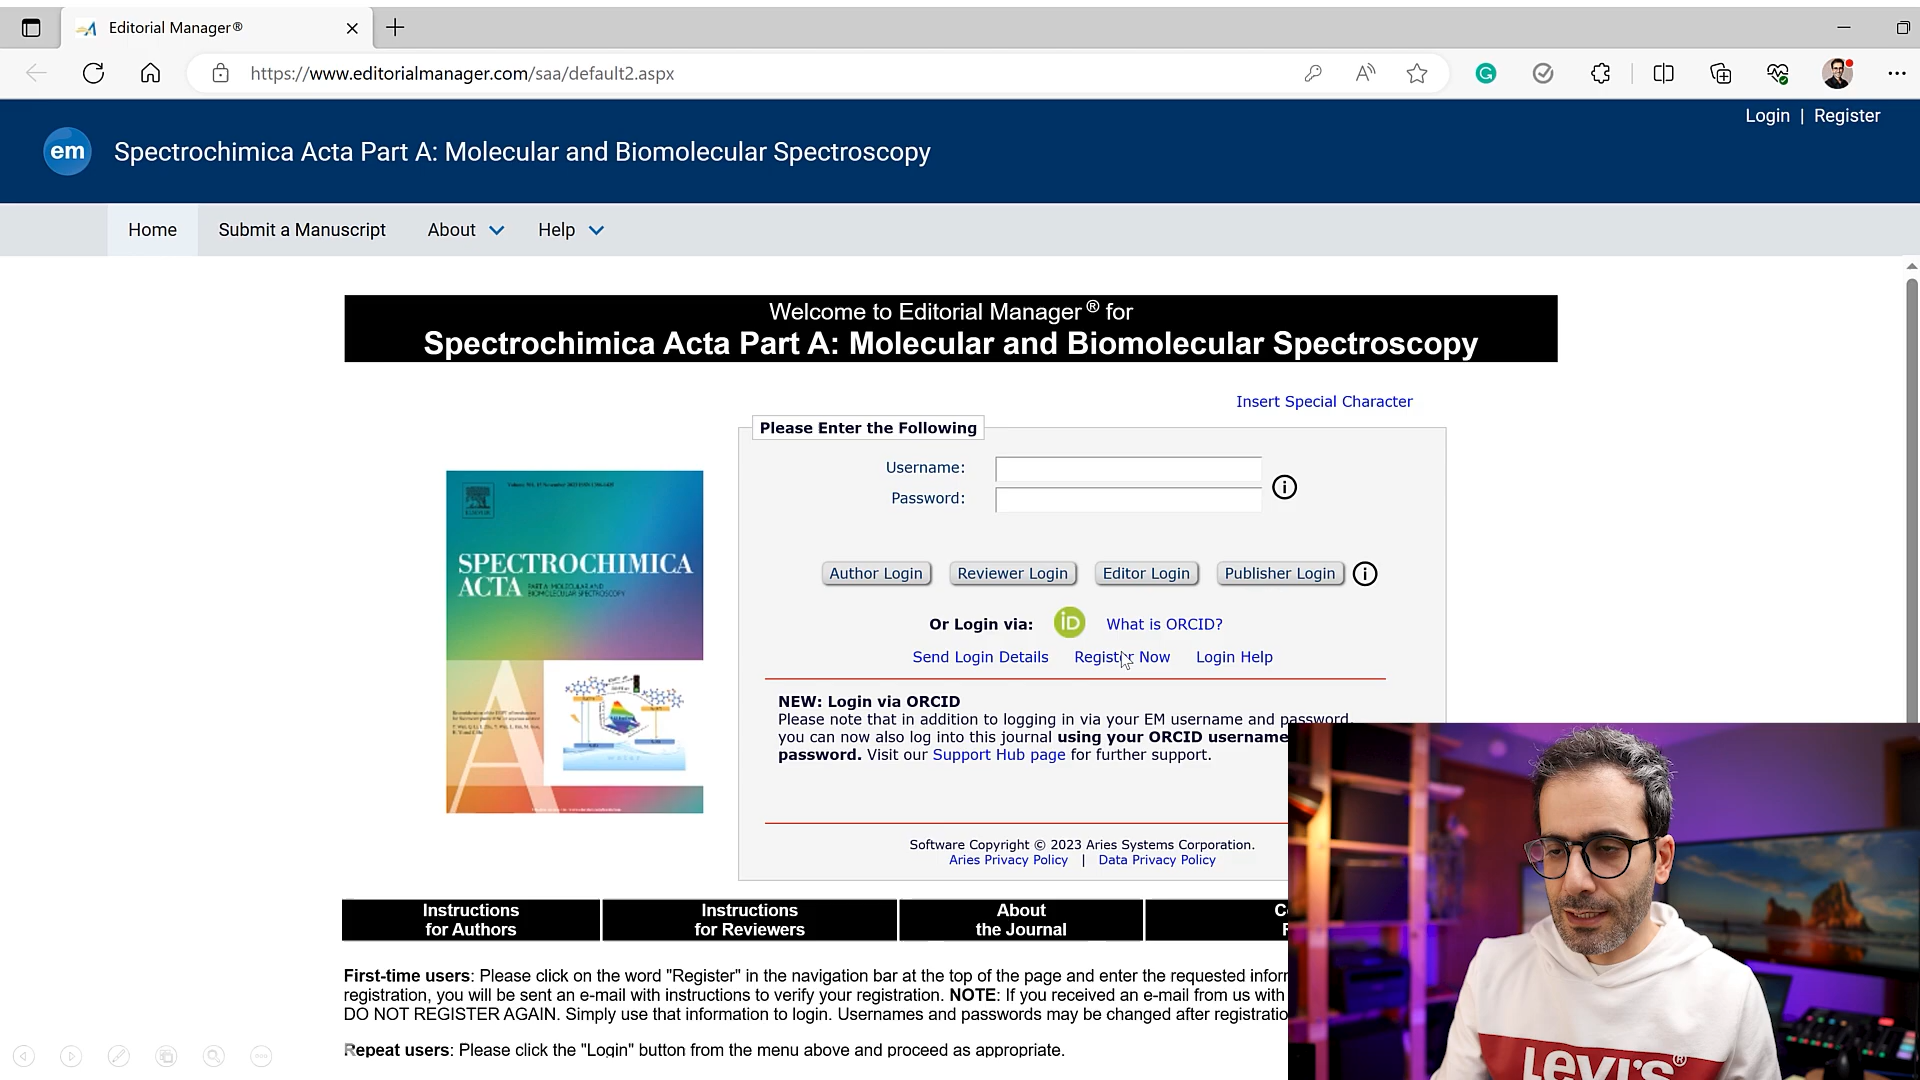 Editorial Manager®
https://www.editorialmanager.com/saa/default2.aspx
Login | Register
em Spectrochimica Acta Part A: Molecular and Biomolecular Spectroscopy
Home Submit a Manuscript About Help
Welcome to Editorial Manager® for
Spectrochimica Acta Part A: Molecular and Biomolecular Spectroscopy
Insert Special Character
Please Enter the Following
Username:
Password:
Author Login Reviewer Login Editor Login Publisher Login
Or Login via: iD What is ORCID?
Send Login Details Register Now Login Help
NEW: Login via ORCID
Please note that in addition to logging in via your EM username and password,
you can now also log into this journal using your ORCID username
password. Visit our Support Hub page for further support.
Software Copyright © 2023 Aries Systems Corporation.
Aries Privacy Policy | Data Privacy Policy
SPECTROCHIMICA
ACTA
PART A: MOLECULAR AND
BIOMOLECULAR SPECTROSCOPY
A
Instructions
for Authors
Instructions
for Reviewers
About
the Journal
First-time users: Please click on the word "Register" in the navigation bar at the top of the page and enter the requested
registration, you will be sent an e-mail with instructions to verify your registration. NOTE: If you received an e-mail from us with
DO NOT REGISTER AGAIN. Simply use that information to login. Usernames and passwords may be changed after
Repeat users: Please click the "Login" button from the menu above and proceed as appropriate.
Levi's®